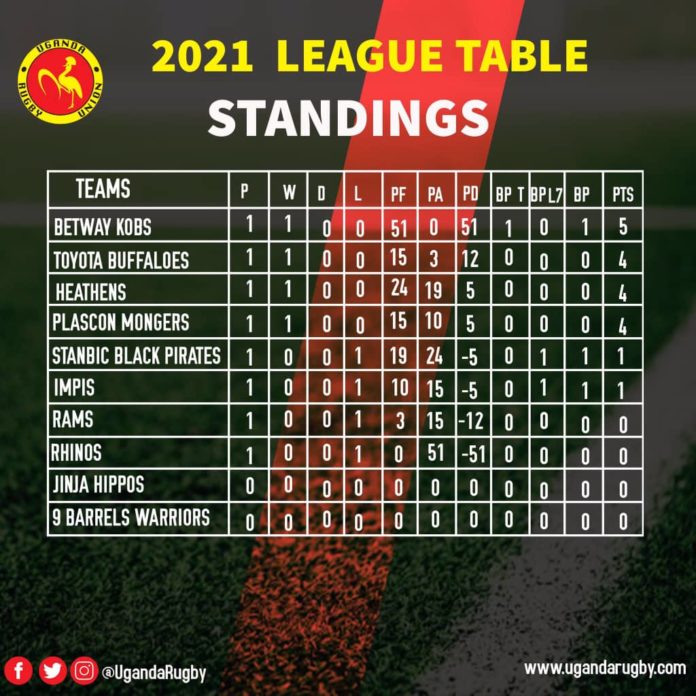 UGANDA
RUGBY UNION
2021 LEAGUE TABLE
STANDINGS
TEAMS P W D L PF PA PD BP T BP L7 BP PTS
BETWAY KOBS 1 1 0 0 51 0 51 1 0 1 5
TOYOTA BUFFALOES 1 1 0 0 15 3 12 0 0 0 4
HEATHENS 1 1 0 0 24 19 5 0 0 0 4
PLASCON MONGERS 1 1 0 0 15 10 5 0 0 0 4
STANBIC BLACK PIRATES 1 0 0 1 19 24 -5 0 1 1 1
IMPIS 1 0 0 1 10 15 -5 0 1 1 1
RAMS 1 0 0 1 3 15 -12 0 0 0 0
RHINOS 1 0 0 1 0 51 -51 0 0 0 0
JINJA HIPPOS 0 0 0 0 0 0 0 0 0 0 0
9 BARRELS WARRIORS 0 0 0 0 0 0 0 0 0 0 0
@UgandaRugby
www.ugandarugby.com